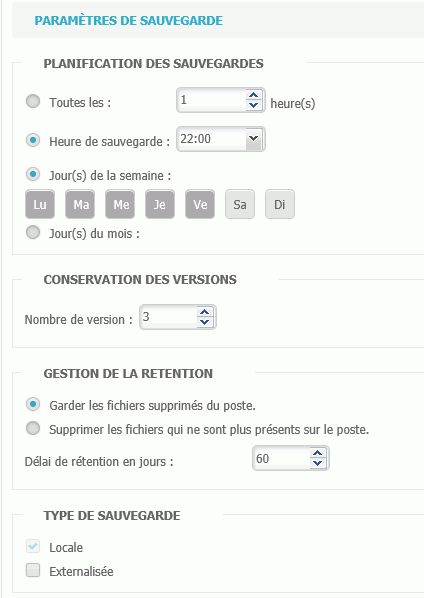 PARAMÈTRES DE SAUVEGARDE
PLANIFICATION DES SAUVEGARDES
Toutes les : 1 heure(s)
Heure de sauvegarde : 22:00
Jour(s) de la semaine :
Lu Ma Me Je Ve Sa Di
Jour(s) du mois :
CONSERVATION DES VERSIONS
Nombre de version : 3
GESTION DE LA RETENTION
Garder les fichiers supprimés du poste.
Supprimer les fichiers qui ne sont plus présents sur le poste.
Délai de rétention en jours : 60
TYPE DE SAUVEGARDE
Locale
Externalisée